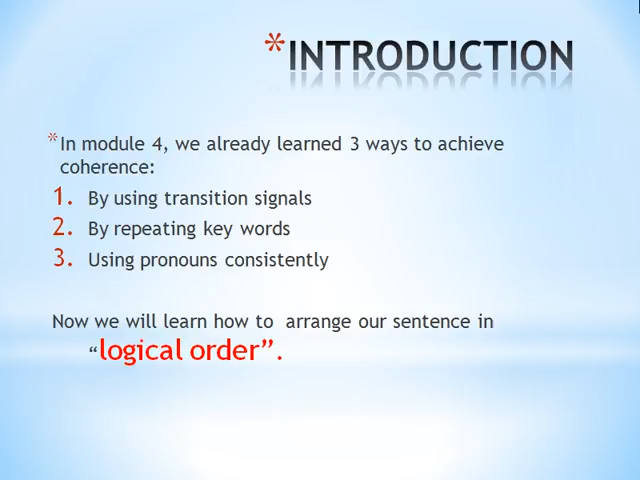 *INTRODUCTION
*In module 4, we already learned 3 ways to achieve
coherence:
1. By using transition signals
2. By repeating key words
3. Using pronouns consistently
Now we will learn how to  arrange our sentence in
“logical order”.